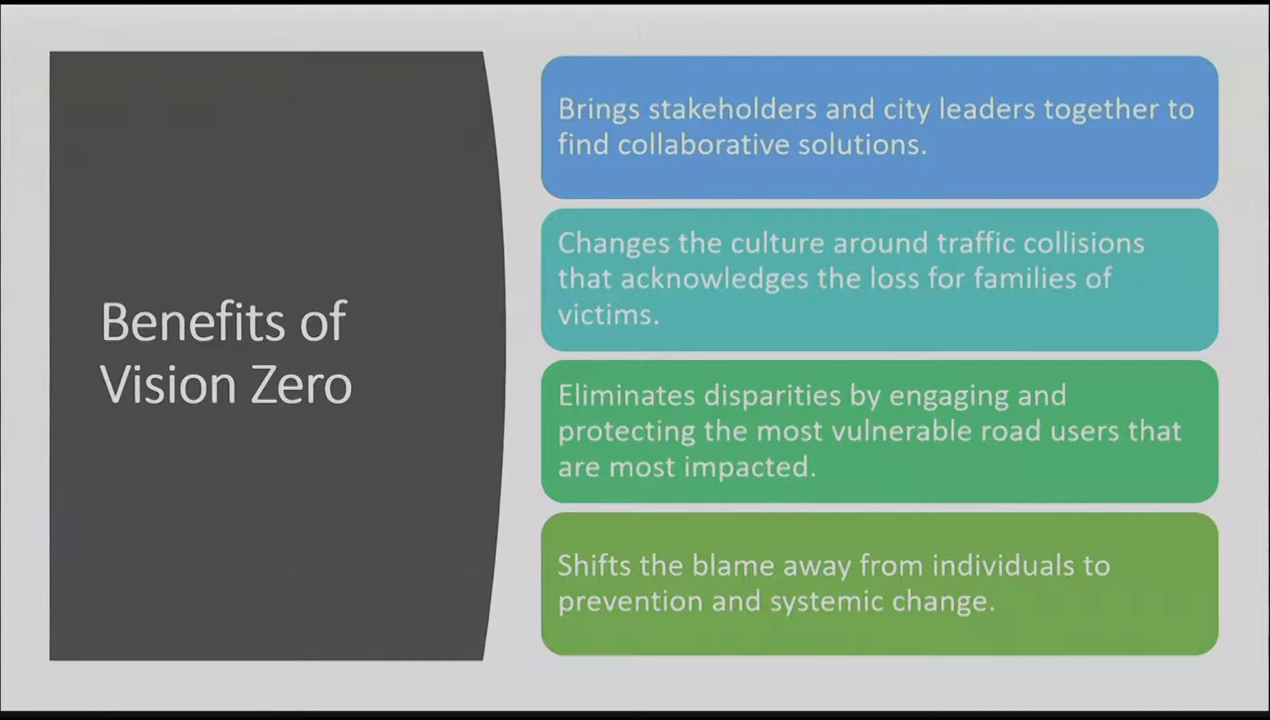 Benefits of
Vision Zero
Brings stakeholders and city leaders together to
find collaborative solutions.
Changes the culture around traffic collisions
that acknowledges the loss for families of
victims.
Eliminates disparities by engaging and
protecting the most vulnerable road users that
are most impacted.
Shifts the blame away from individuals to
prevention and systemic change.